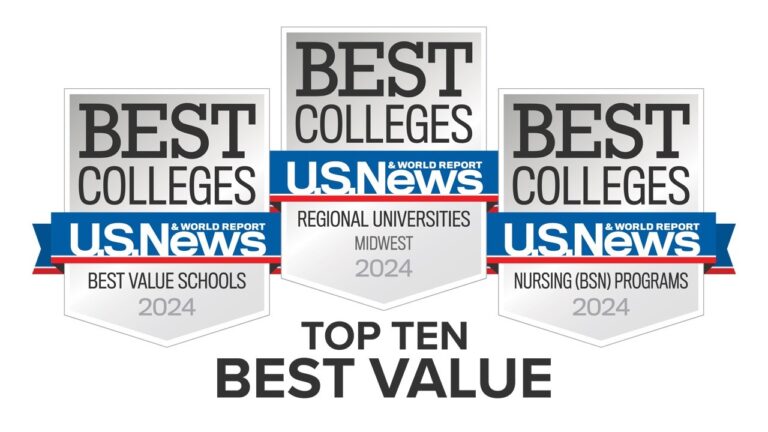 BEST
COLLEGES
U.S.News
& WORLD REPORT
BEST VALUE SCHOOLS
2024
BEST
COLLEGES
U.S.News
& WORLD REPORT
REGIONAL UNIVERSITIES
MIDWEST
2024
BEST
COLLEGES
U.S.News
& WORLD REPORT
NURSING (BSN) PROGRAMS
2024
TOP TEN
BEST VALUE